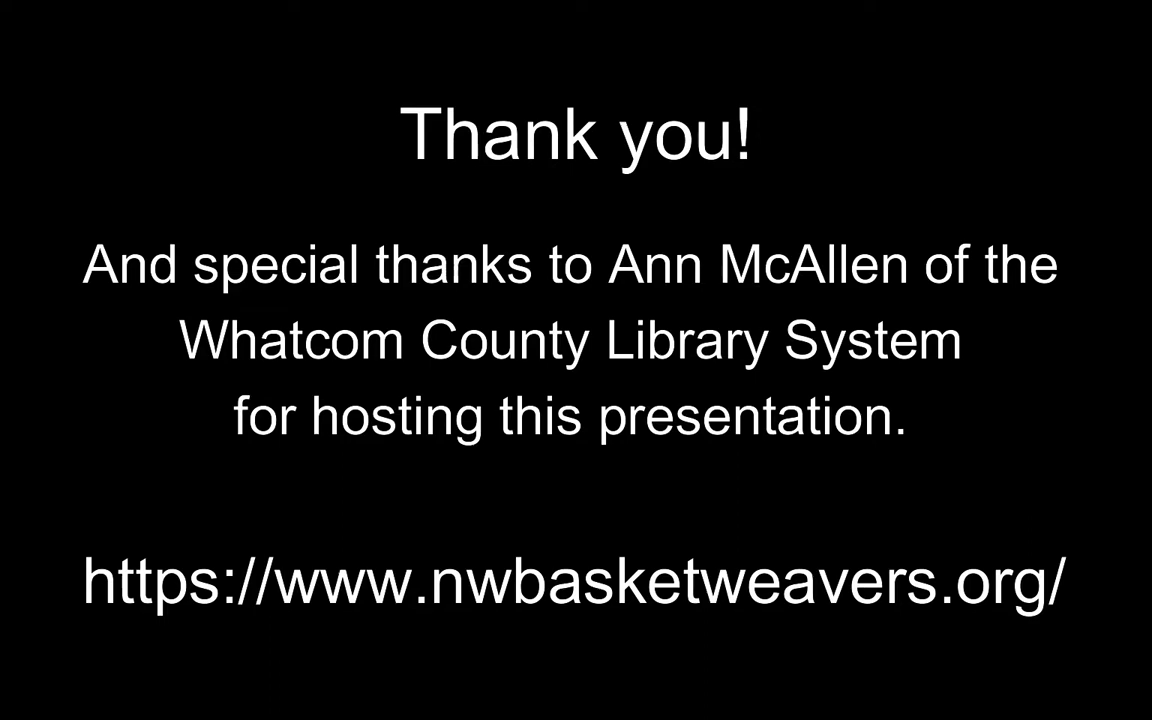 Thank you!
And special thanks to Ann McAllen of the
Whatcom County Library System
for hosting this presentation.
https://www.nwbasketweavers.org/